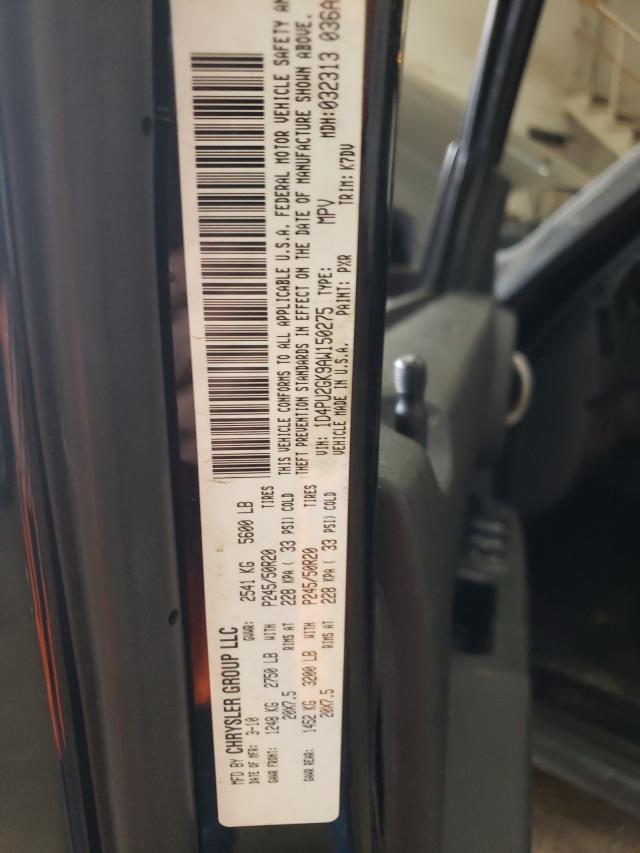 MFD BY CHRYSLER GROUP LLC
DATE OF MFR: 3-10 GVWR: 2541 KG 5600 LB
GAWR FRONT: 1248 KG 2750 LB WITH P245/50R20 TIRES
20X7.5 RIMS AT 228 KPA ( 33 PSI) COLD
GAWR REAR: 1452 KG 3200 LB WITH P245/50R20 TIRES
20X7.5 RIMS AT 228 KPA ( 33 PSI) COLD
THIS VEHICLE CONFORMS TO ALL APPLICABLE U.S.A. FEDERAL MOTOR VEHICLE SAFETY
THEFT PREVENTION STANDARDS IN EFFECT ON THE DATE OF MANUFACTURE SHOWN ABOVE.
VIN: 1D4PU2GK9AW150275 TYPE: MPV MDH: 032313 036A
VEHICLE MADE IN U.S.A. PAINT: PXR TRIM: K7DV